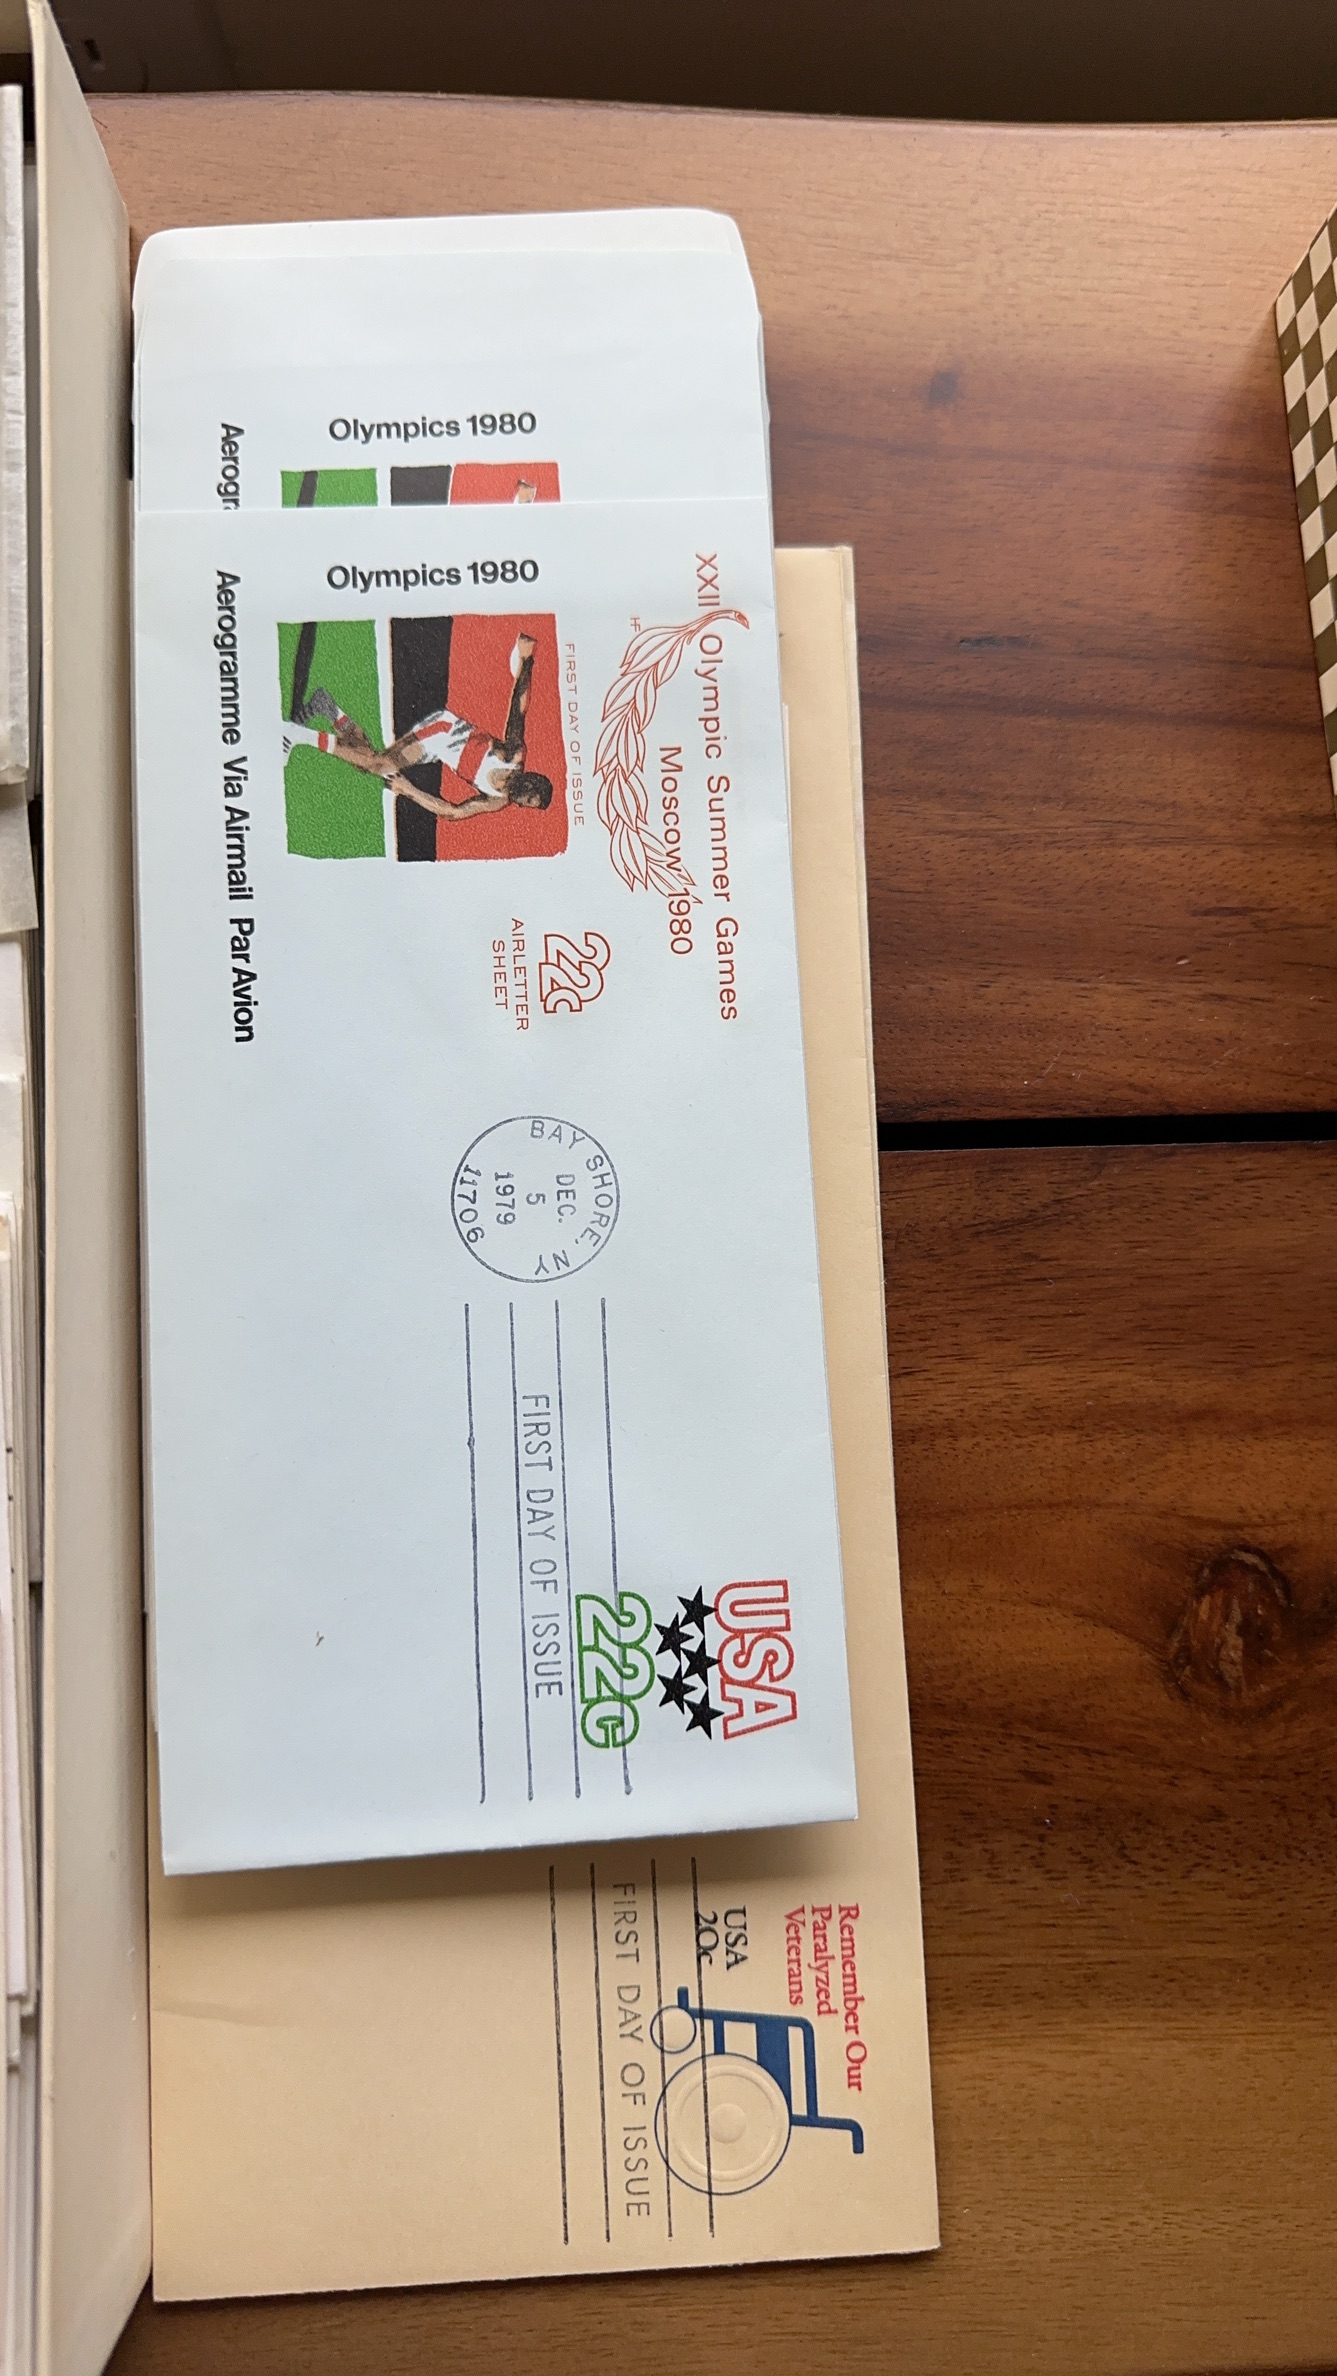 Olympics 1980
Aerogr
XXII Olympic Summer Games
Moscow 1980
HF
FIRST DAY OF ISSUE
Olympics 1980
22c
AIRLETTER
SHEET
Aerogramme Via Airmail Par Avion
BAY SHORE, NY
DEC.
5
1979
11706
FIRST DAY OF ISSUE
USA
22c
Remember Our
Paralyzed
Veterans
USA
20c
FIRST DAY OF ISSUE